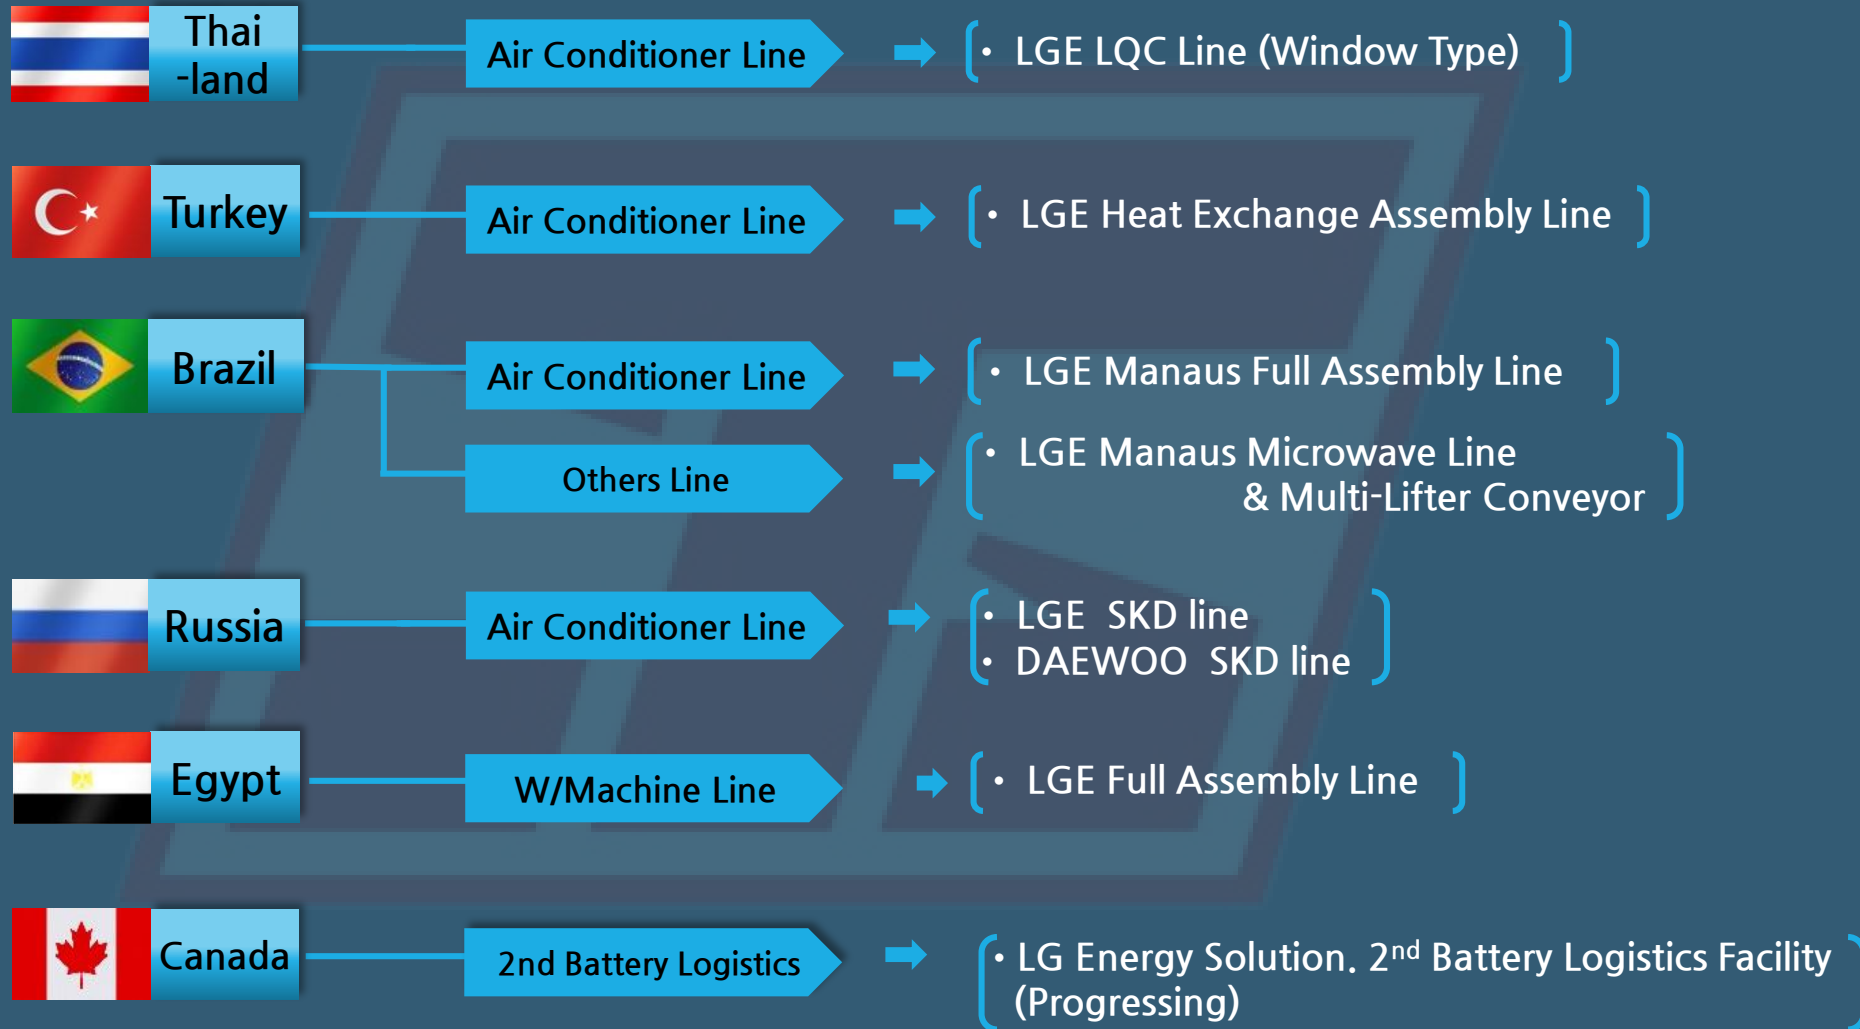 Thai
-land
Air Conditioner Line
• LGE LQC Line (Window Type)
Turkey
Air Conditioner Line
• LGE Heat Exchange Assembly Line
Brazil
Air Conditioner Line
• LGE Manaus Full Assembly Line
Others Line
• LGE Manaus Microwave Line
& Multi-Lifter Conveyor
Russia
Air Conditioner Line
• LGE SKD line
• DAEWOO SKD line
Egypt
W/Machine Line
• LGE Full Assembly Line
Canada
2nd Battery Logistics
• LG Energy Solution. 2nd Battery Logistics Facility
(Progressing)